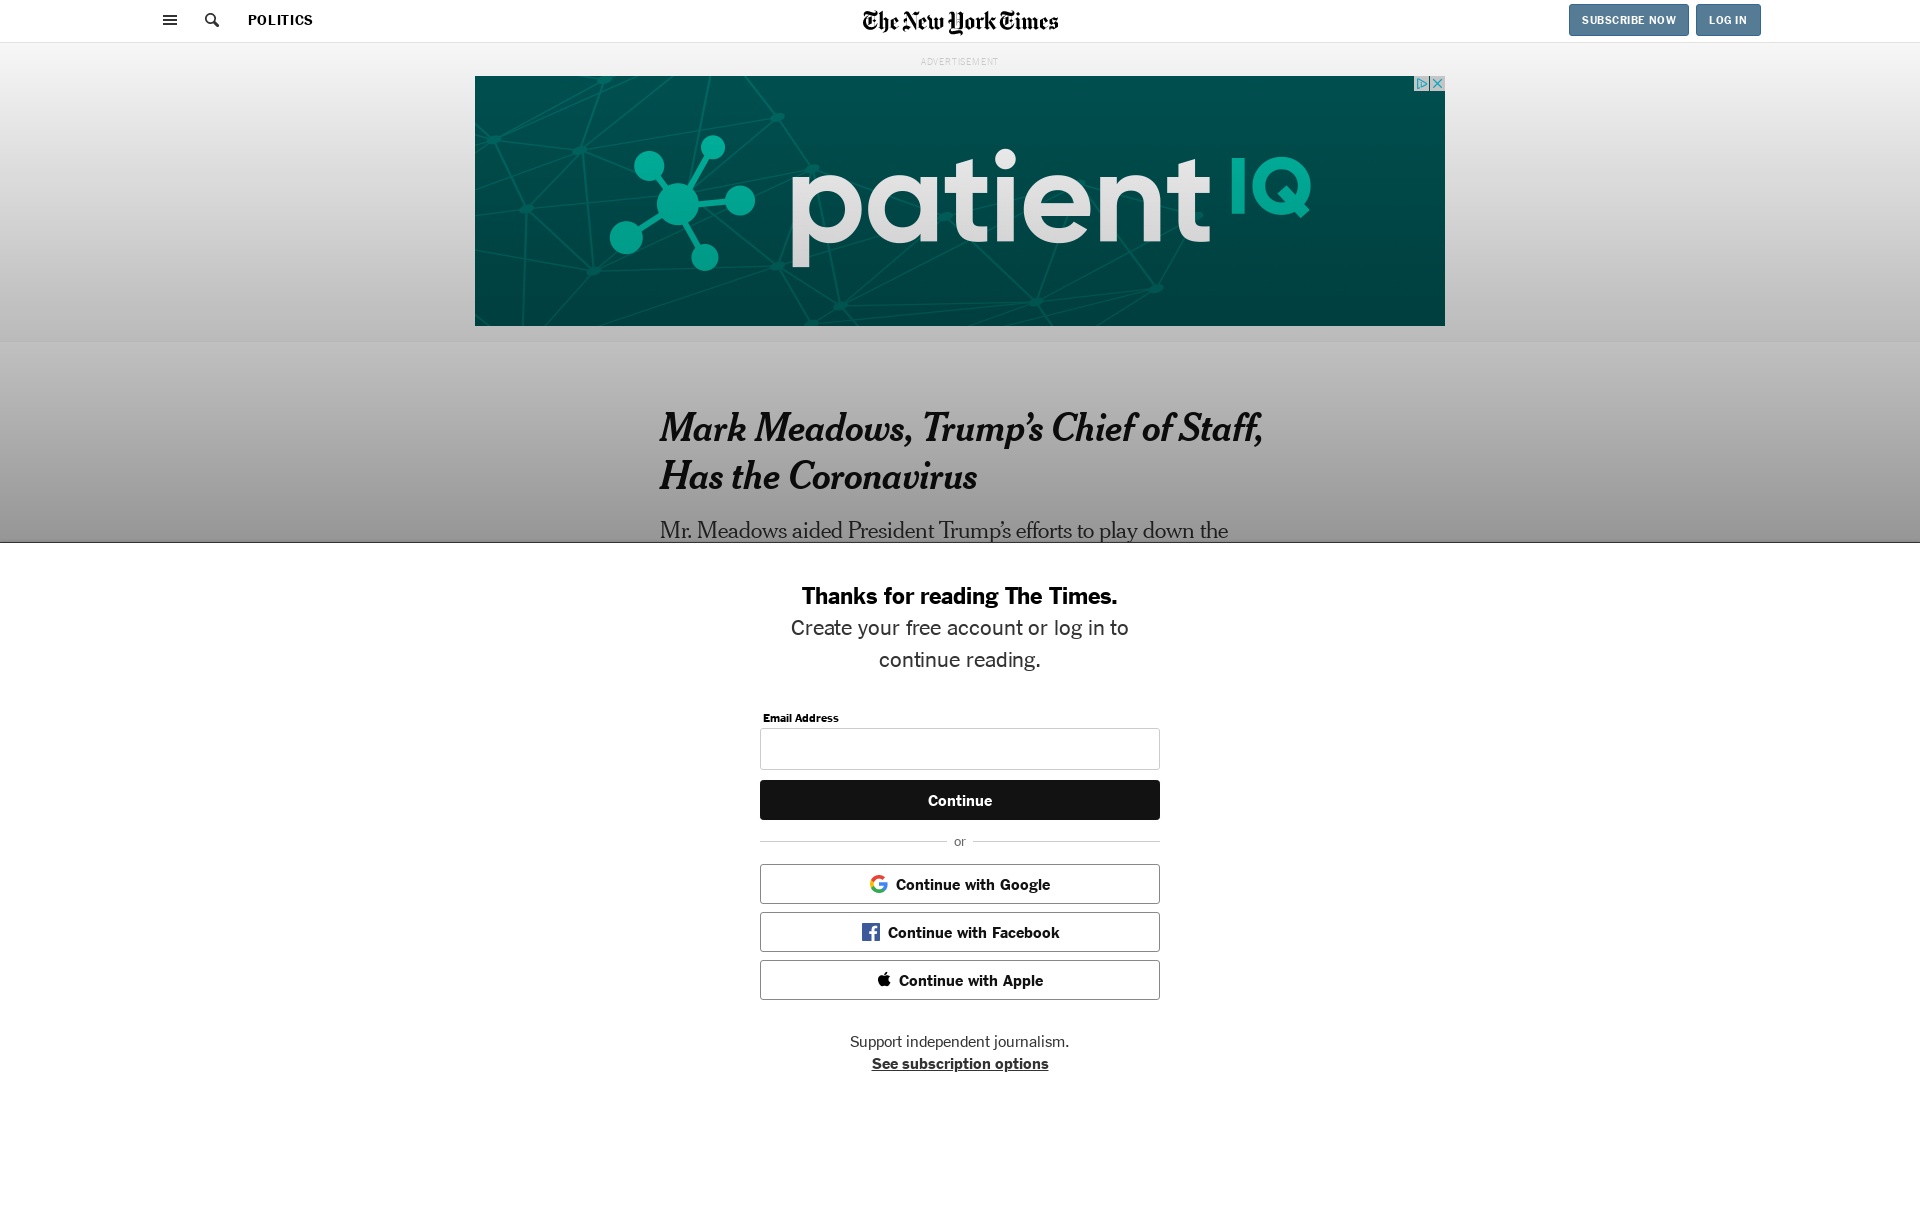 POLITICS
The New York Times
SUBSCRIBE NOW
LOG IN
ADVERTISEMENT
patient IQ
Mark Meadows, Trump’s Chief of Staff,
Has the Coronavirus
Mr. Meadows aided President Trump’s efforts to play down the
Thanks for reading The Times.
Create your free account or log in to
continue reading.
Email Address
Continue
or
Continue with Google
Continue with Facebook
Continue with Apple
Support independent journalism.
See subscription options